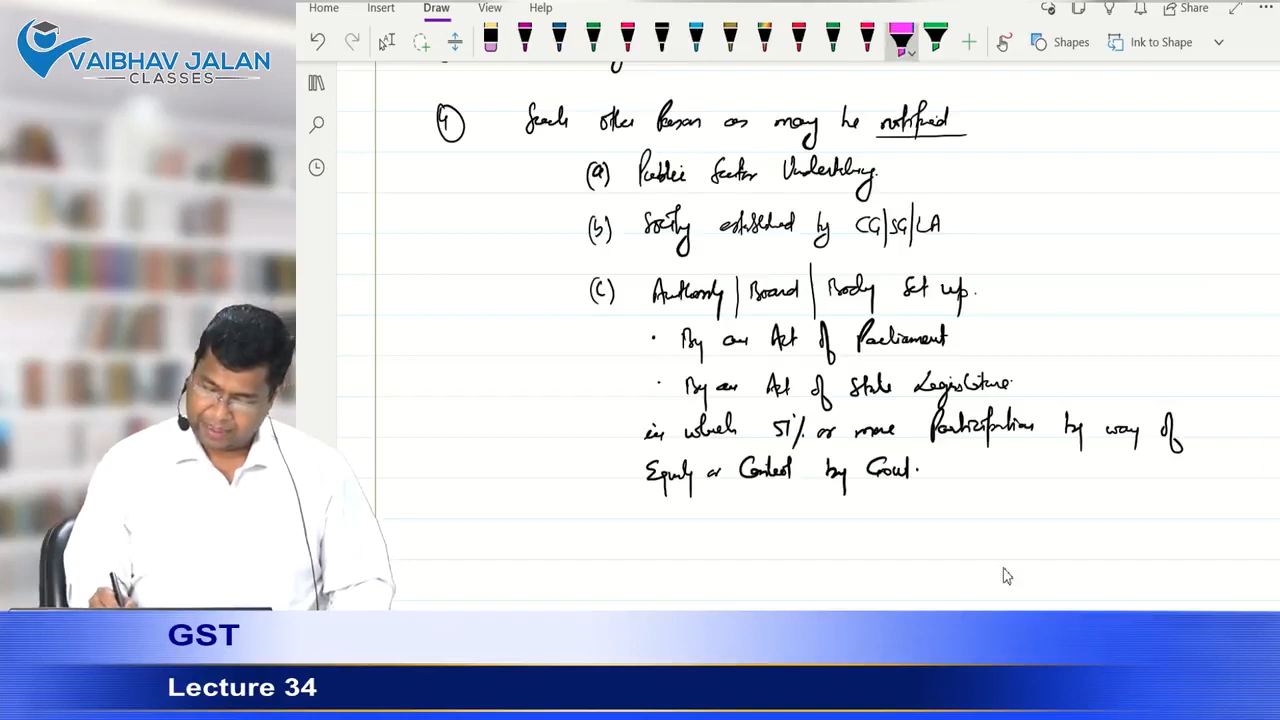 Home Insert Draw View Help Share
VAIBHAV JALAN
CLASSES
Shapes Ink to Shape
(4) Such other Person as may be notified
(a) Public Sector Undertaking.
(b) Society established by CG/SG/LA
(c) Authority | Board | Body set up.
• By an Act of Parliament
• By an Act of State Legislature.
in which 51% or more Participation by way of
Equity or Control by Govt.
GST
Lecture 34